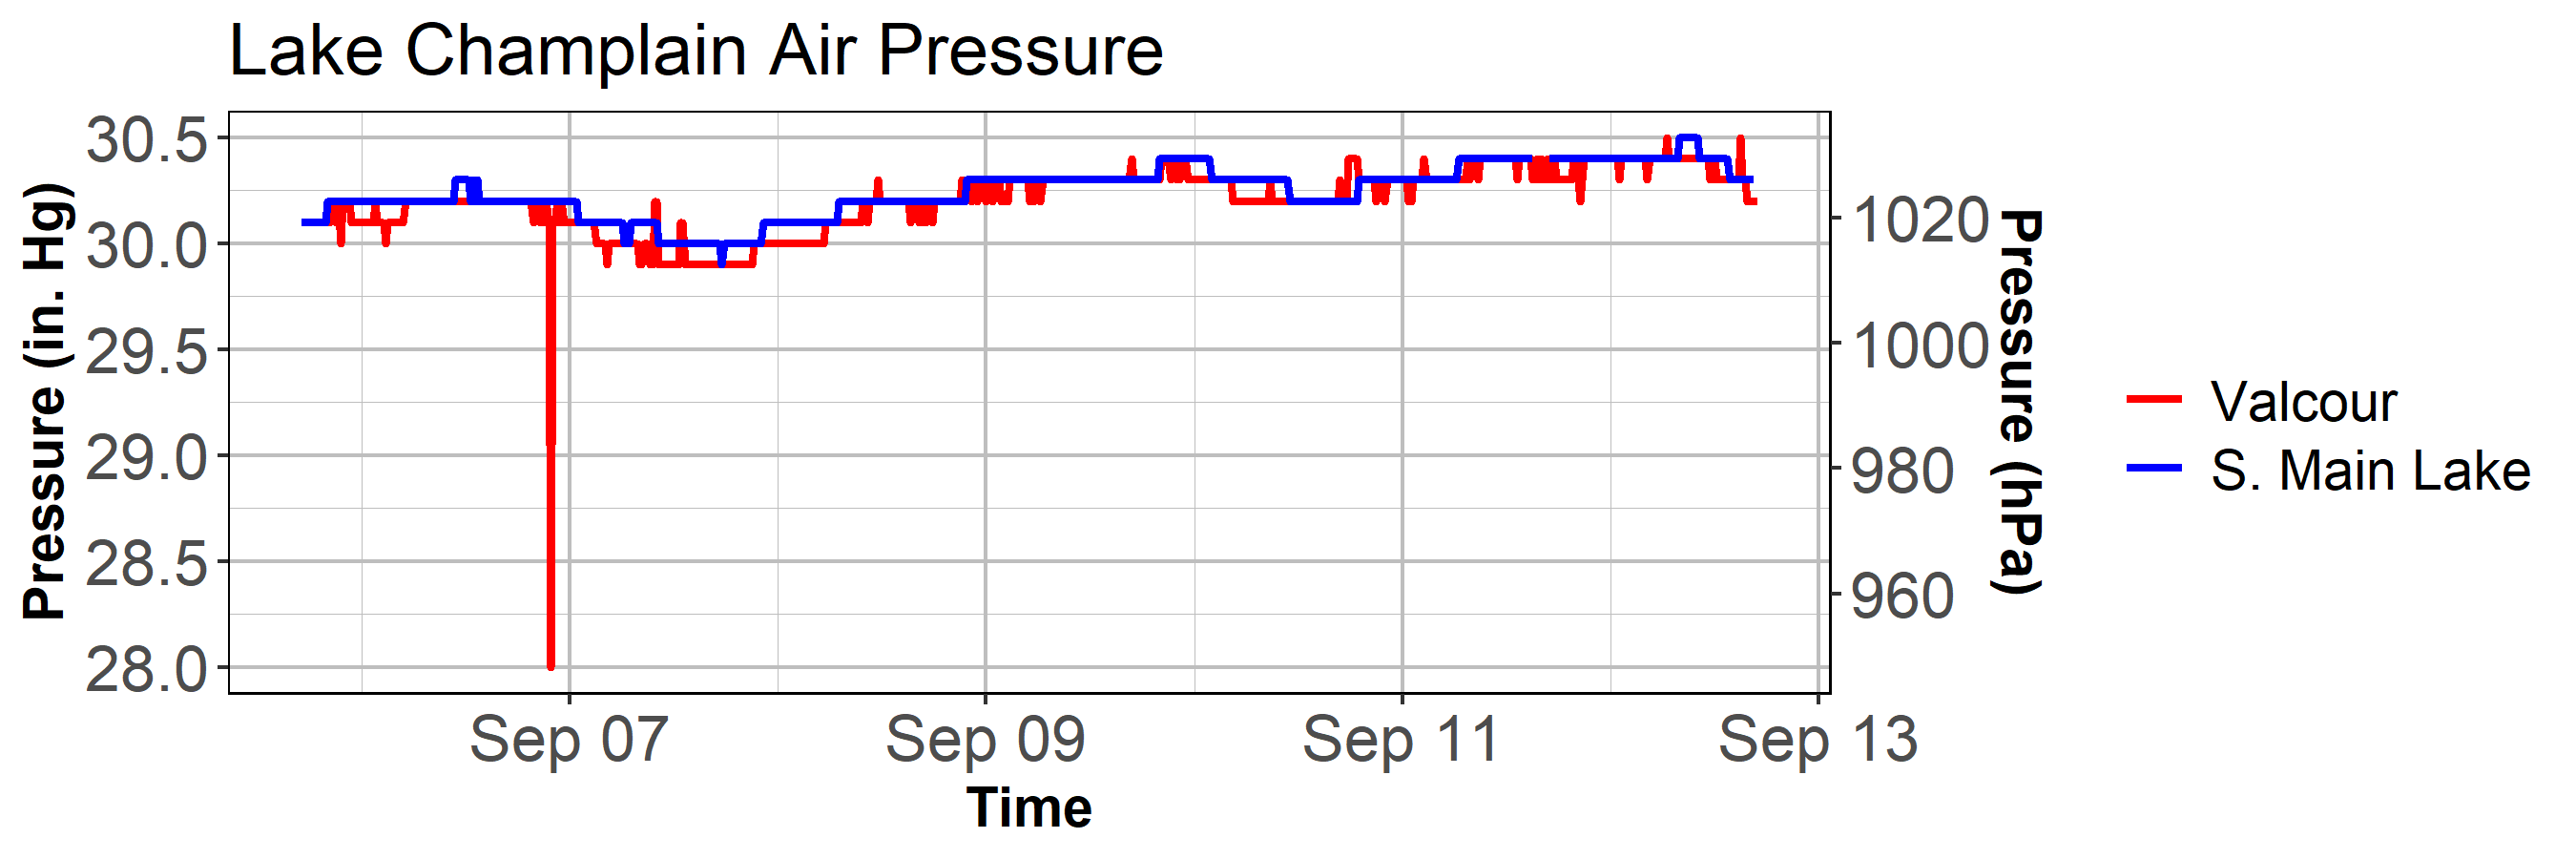 Lake Champlain Air Pressure
Pressure (in. Hg)
30.5
30.0
29.5
29.0
28.5
28.0
1020
1000
980
960
Pressure (hPa)
Sep 07
Sep 09
Sep 11
Sep 13
Time
Valcour
S. Main Lake